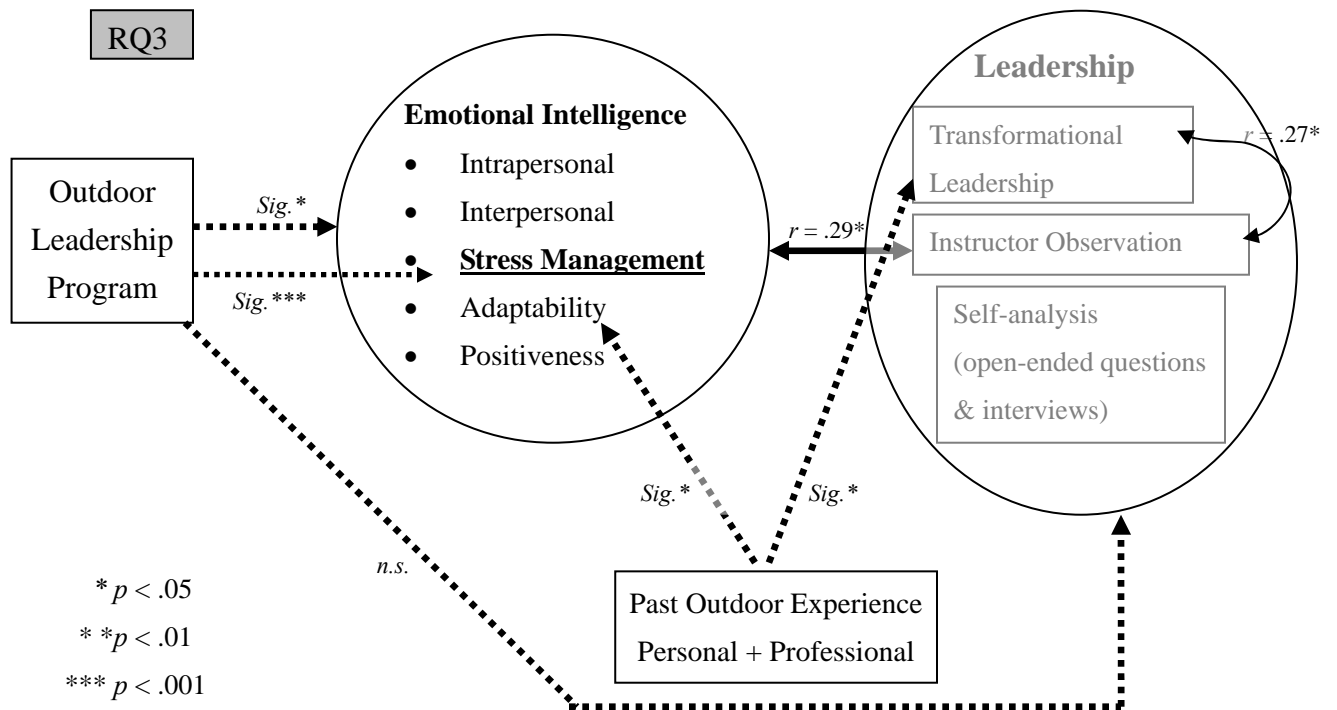 RQ3
Outdoor
Leadership
Program
Sig.*
Sig.***
Emotional Intelligence
● Intrapersonal
● Interpersonal
● Stress Management
● Adaptability
● Positiveness
r = .29*
Leadership
Transformational
Leadership
r = .27*
Instructor Observation
Self-analysis
(open-ended questions
& interviews)
Sig.*
Sig.*
n.s.
Past Outdoor Experience
Personal + Professional
* p < .05
* *p < .01
*** p < .001